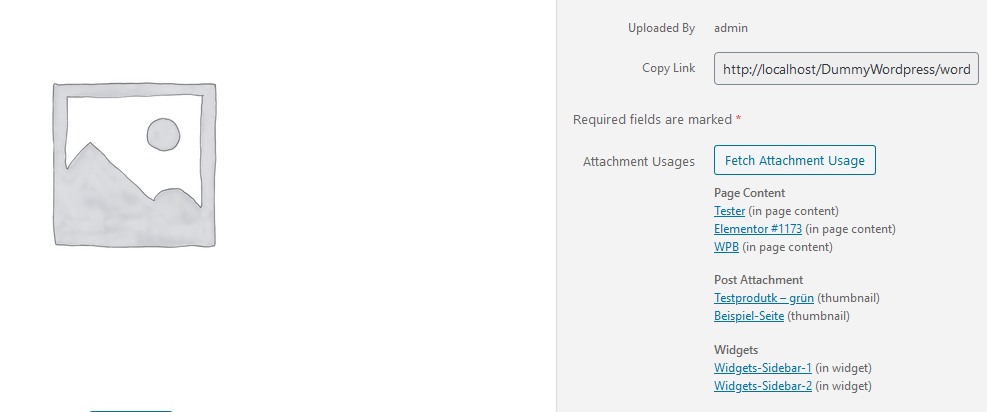 Uploaded By admin
Copy Link http://localhost/DummyWordpress/word
Required fields are marked *
Attachment Usages Fetch Attachment Usage
Page Content
Tester (in page content)
Elementor #1173 (in page content)
WPB (in page content)
Post Attachment
Testprodutk – grün (thumbnail)
Beispiel-Seite (thumbnail)
Widgets
Widgets-Sidebar-1 (in widget)
Widgets-Sidebar-2 (in widget)